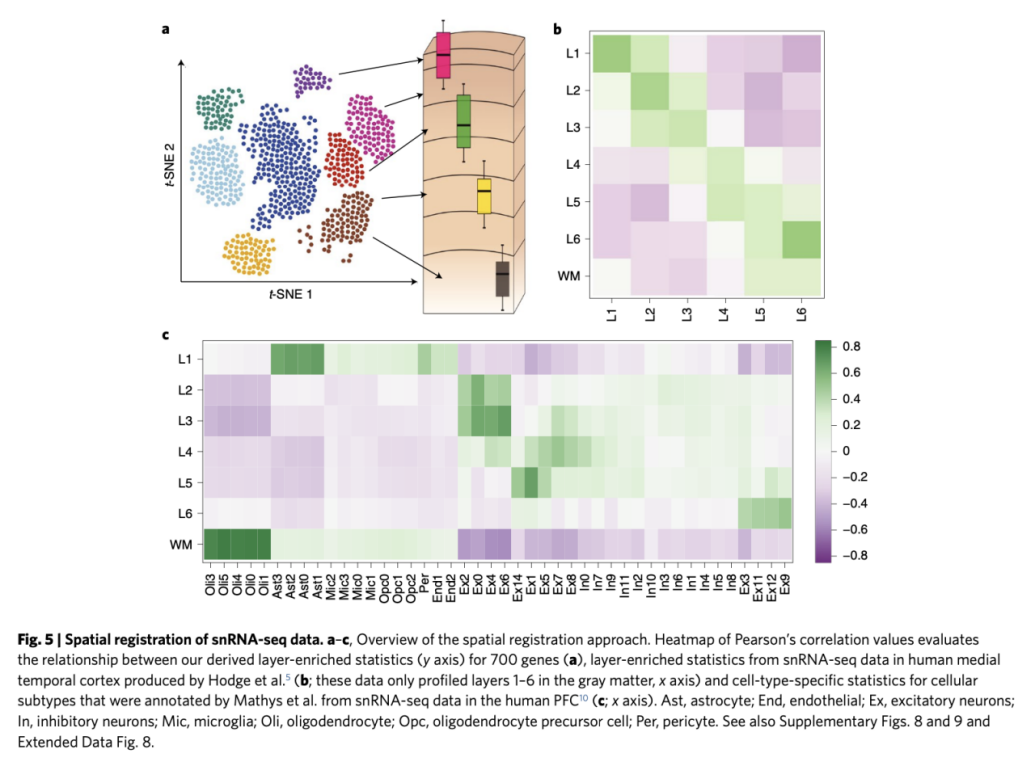 a
t-SNE 2
t-SNE 1
b
L1
L2
L3
L4
L5
L6
WM
L1
L2
L3
L4
L5
L6
c
L1
L2
L3
L4
L5
L6
WM
Oli3
Oli5
Oli4
Oli0
Oli1
Ast3
Ast2
Ast0
Ast1
Mic2
Mic3
Mic0
Mic1
Opc0
Opc1
Opc2
Per
End1
End2
Ex2
Ex0
Ex4
Ex6
Ex14
Ex1
Ex5
Ex7
Ex8
In0
In7
In9
In11
In2
In10
In3
In6
In1
In4
In5
In8
Ex3
Ex11
Ex12
Ex9
0.8
0.6
0.4
0.2
0
−0.2
−0.4
−0.6
−0.8
Fig. 5 | Spatial registration of snRNA-seq data. a–c, Overview of the spatial registration approach. Heatmap of Pearson's correlation values evaluates
the relationship between our derived layer-enriched statistics (y axis) for 700 genes (a), layer-enriched statistics from snRNA-seq data in human medial
temporal cortex produced by Hodge et al.5 (b; these data only profiled layers 1–6 in the gray matter, x axis) and cell-type-specific statistics for cellular
subtypes that were annotated by Mathys et al. from snRNA-seq data in the human PFC10 (c; x axis). Ast, astrocyte; End, endothelial; Ex, excitatory neurons;
In, inhibitory neurons; Mic, microglia; Oli, oligodendrocyte; Opc, oligodendrocyte precursor cell; Per, pericyte. See also Supplementary Figs. 8 and 9 and
Extended Data Fig. 8.